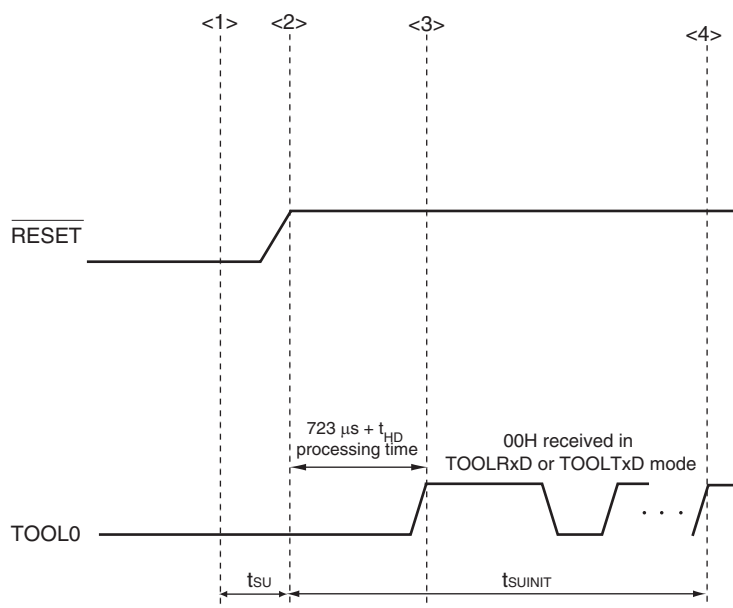 <1> <2> <3> <4>
RESET
723 μs + tHD
processing time
00H received in
TOOLRxD or TOOLTxD mode
. . .
TOOL0
tSU tSUINIT